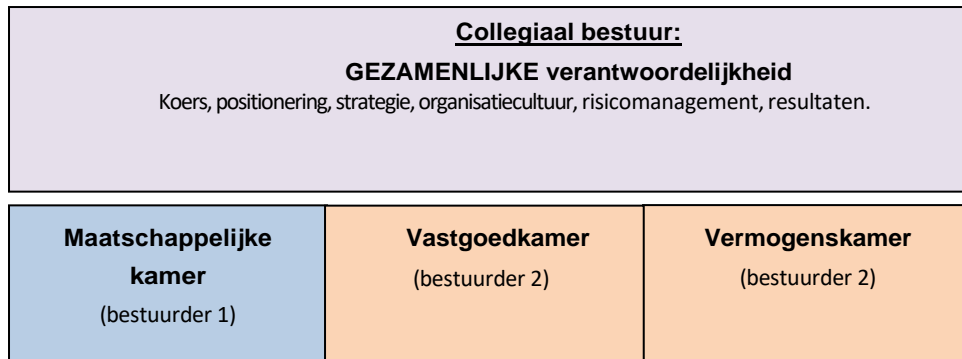 Collegiaal bestuur:
GEZAMENLIJKE verantwoordelijkheid
Koers, positionering, strategie, organisatiecultuur, risicomanagement, resultaten.
Maatschappelijke
kamer
(bestuurder 1)
Vastgoedkamer
(bestuurder 2)
Vermogenskamer
(bestuurder 2)